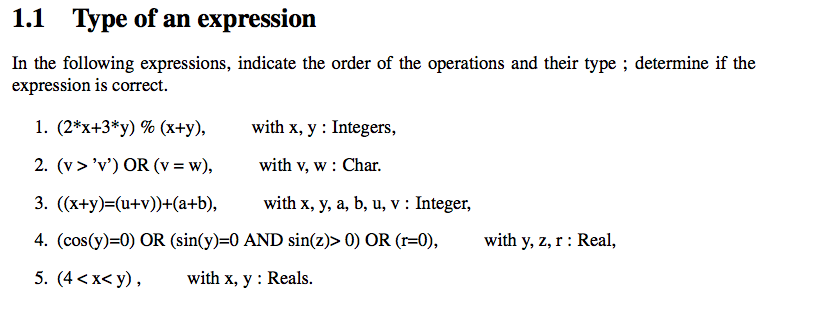 1.1 Type of an expression
In the following expressions, indicate the order of the operations and their type ; determine if the
expression is correct.
1. (2*x+3*y) % (x+y), with x, y : Integers,
2. (v > ’v’) OR (v = w), with v, w : Char.
3. ((x+y)=(u+v))+(a+b), with x, y, a, b, u, v : Integer,
4. (cos(y)=0) OR (sin(y)=0 AND sin(z)> 0) OR (r=0), with y, z, r : Real,
5. (4 < x< y) , with x, y : Reals.